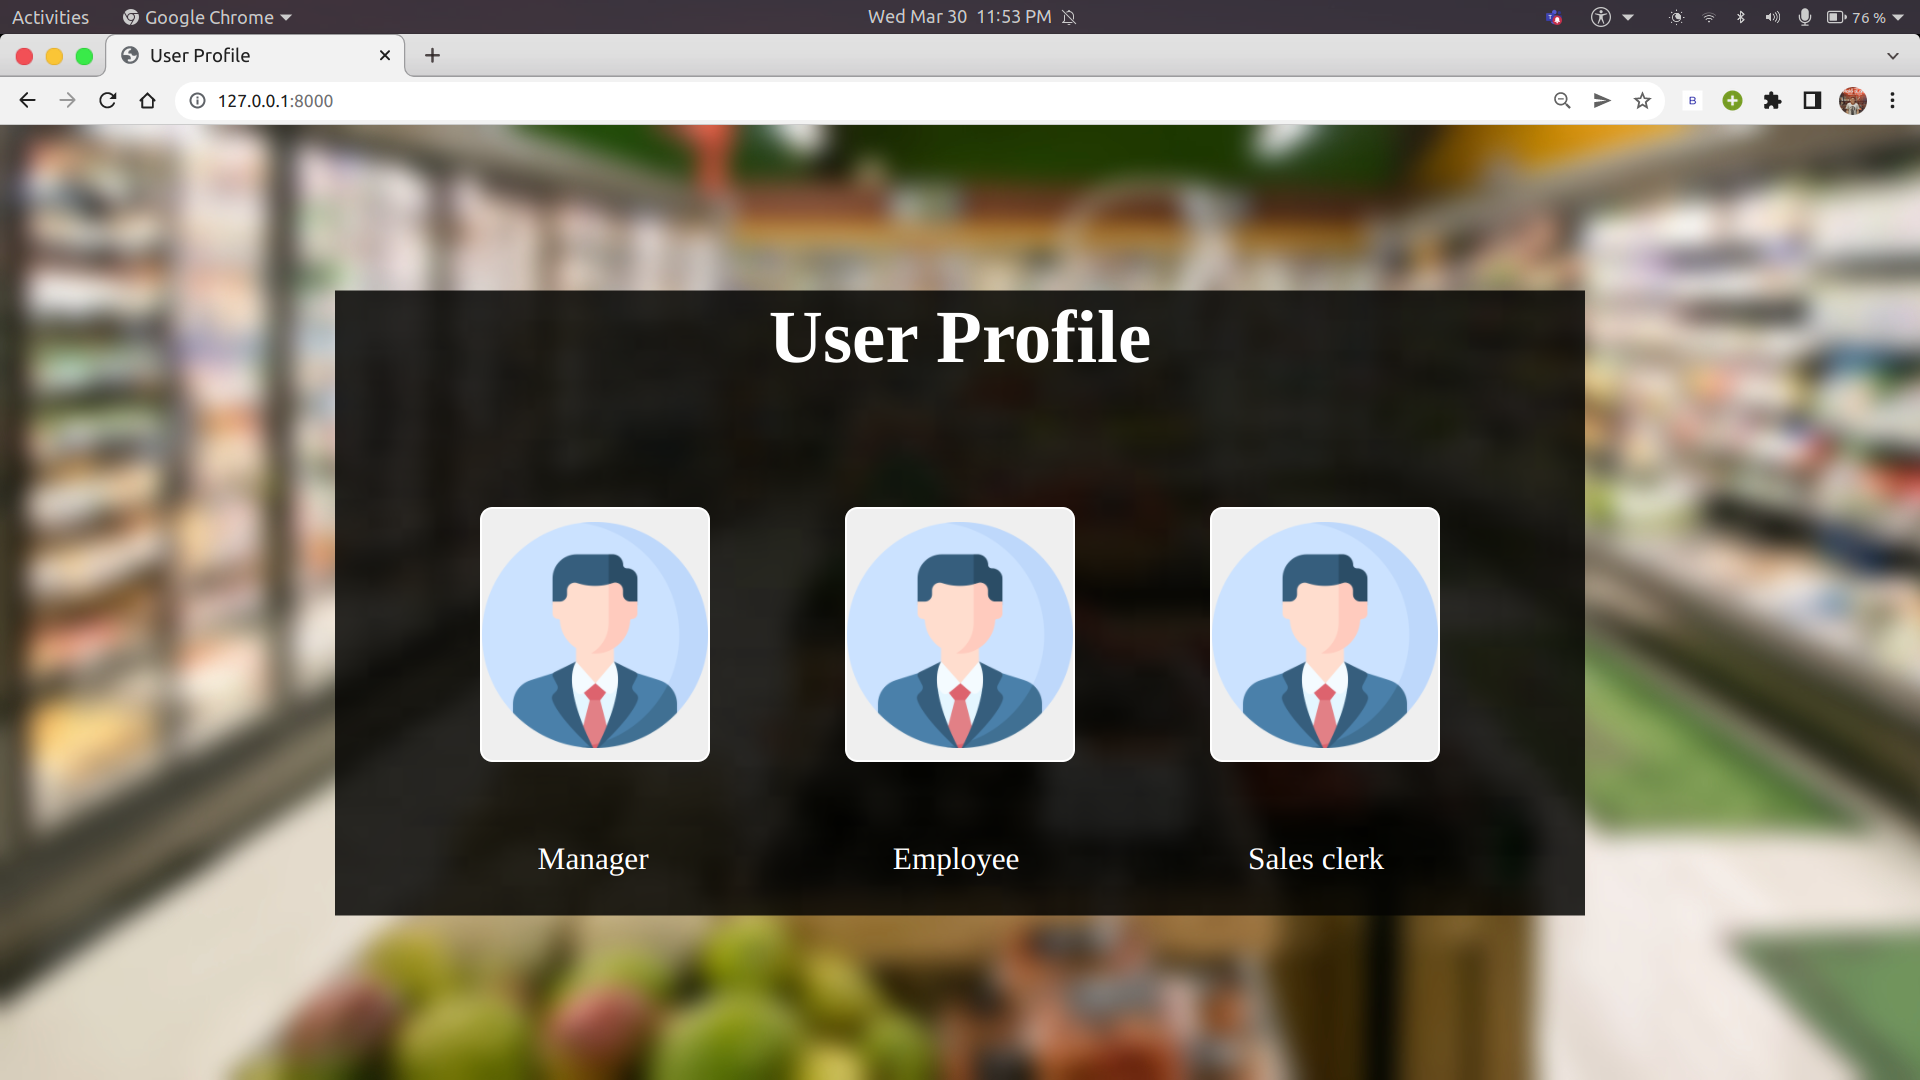 Activities Google Chrome Wed Mar 30 11:53 PM 76 %
User Profile
127.0.0.1:8000 B
User Profile
Manager Employee Sales clerk